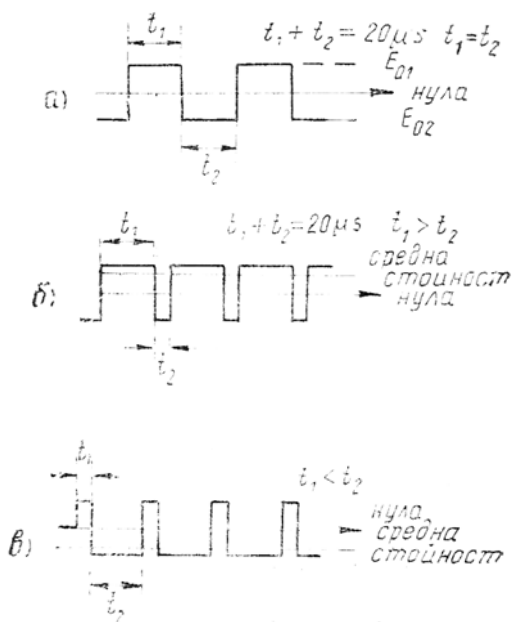 t₁
t₁ + t₂ = 20μs t₁ = t₂
E₀₁
а)
нула
E₀₂
t₂
t₁
t₁ + t₂ = 20μs t₁ > t₂
средна
стойност
б)
нула
t₂
t₁
t₁ < t₂
нула
средна
в)
стойност
t₂